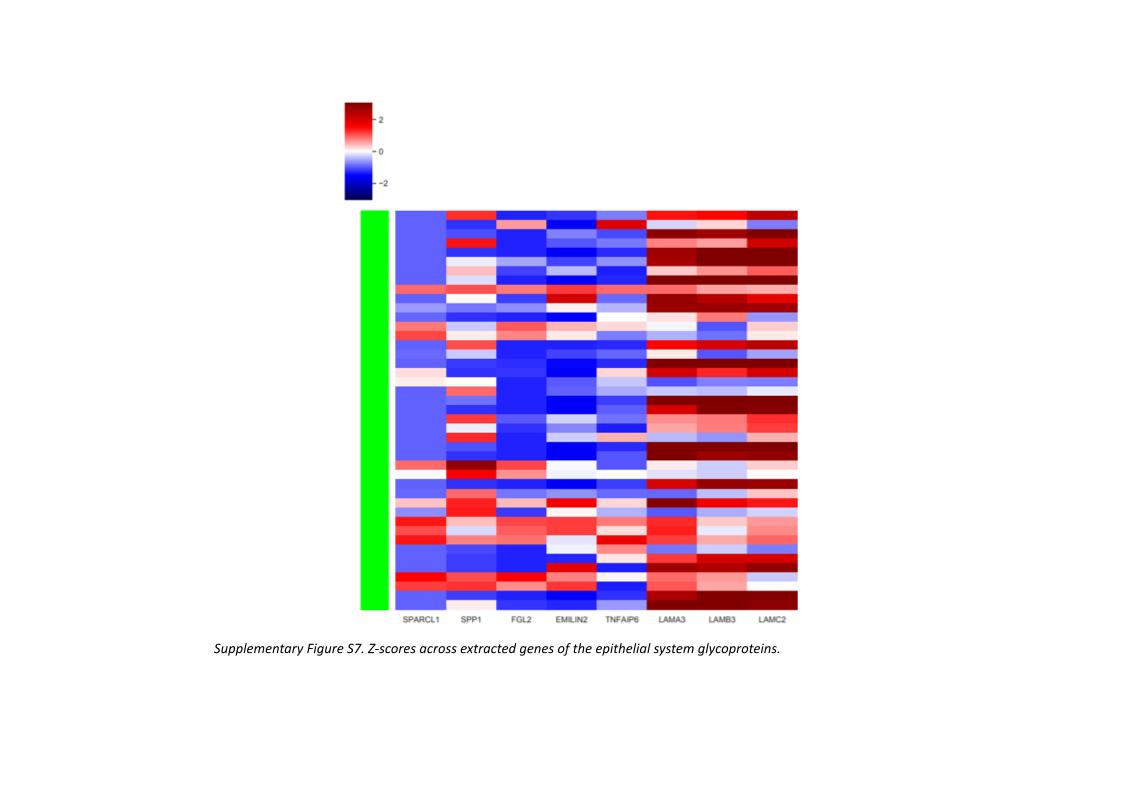 2
0
−2
SPARCL1 SPP1 FGL2 EMILIN2 TNFAIP6 LAMA3 LAMB3 LAMC2
Supplementary Figure S7. Z-scores across extracted genes of the epithelial system glycoproteins.